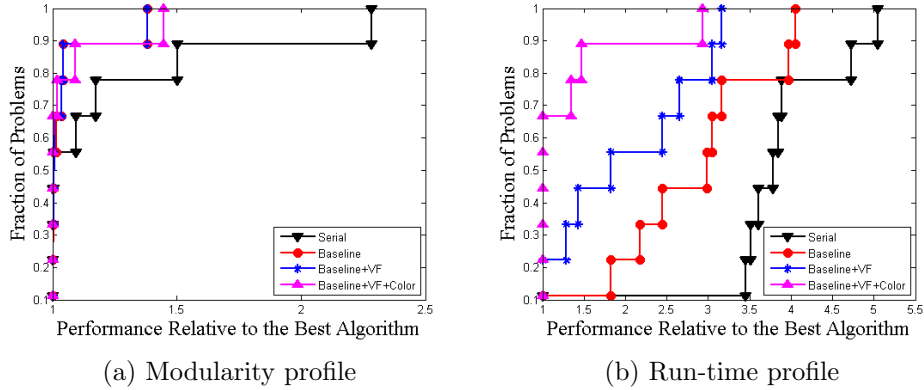 1
0.9
0.8
0.7
0.6
0.5
0.4
0.3
0.2
0.1
Fraction of Problems
1
1.5
2
2.5
Performance Relative to the Best Algorithm
Serial
Baseline
Baseline+VF
Baseline+VF+Color
(a) Modularity profile
1
0.9
0.8
0.7
0.6
0.5
0.4
0.3
0.2
0.1
Fraction of Problems
1
1.5
2
2.5
3
3.5
4
4.5
5
5.5
Performance Relative to the Best Algorithm
Serial
Baseline
Baseline+VF
Baseline+VF+Color
(b) Run-time profile